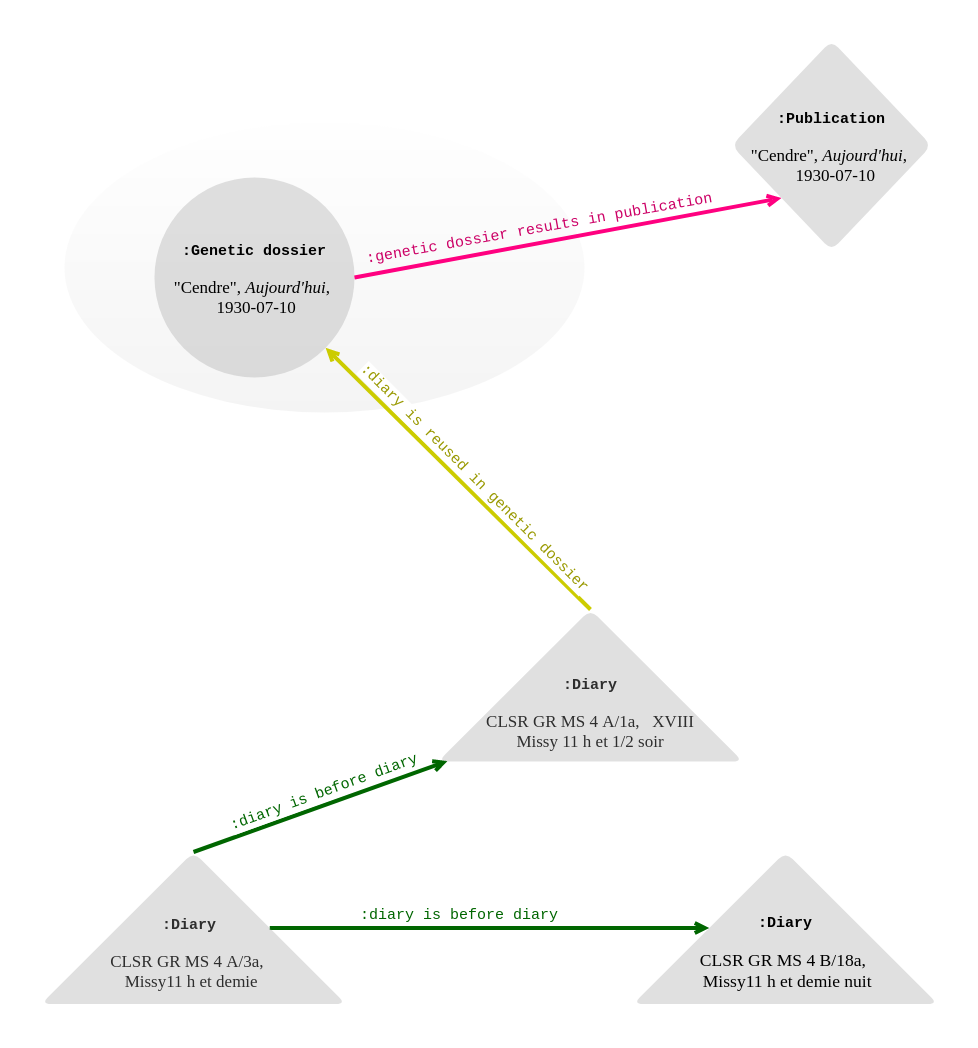 :Publication
"Cendre", Aujourd'hui,
1930-07-10
:genetic dossier results in publication
:Genetic dossier
"Cendre", Aujourd'hui,
1930-07-10
:diary is reused in genetic dossier
:Diary
CLSR GR MS 4 A/1a, XVIII
Missy 11 h et 1/2 soir
:diary is before diary
:diary is before diary
:Diary
CLSR GR MS 4 A/3a,
Missy11 h et demie
:Diary
CLSR GR MS 4 B/18a,
Missy11 h et demie nuit